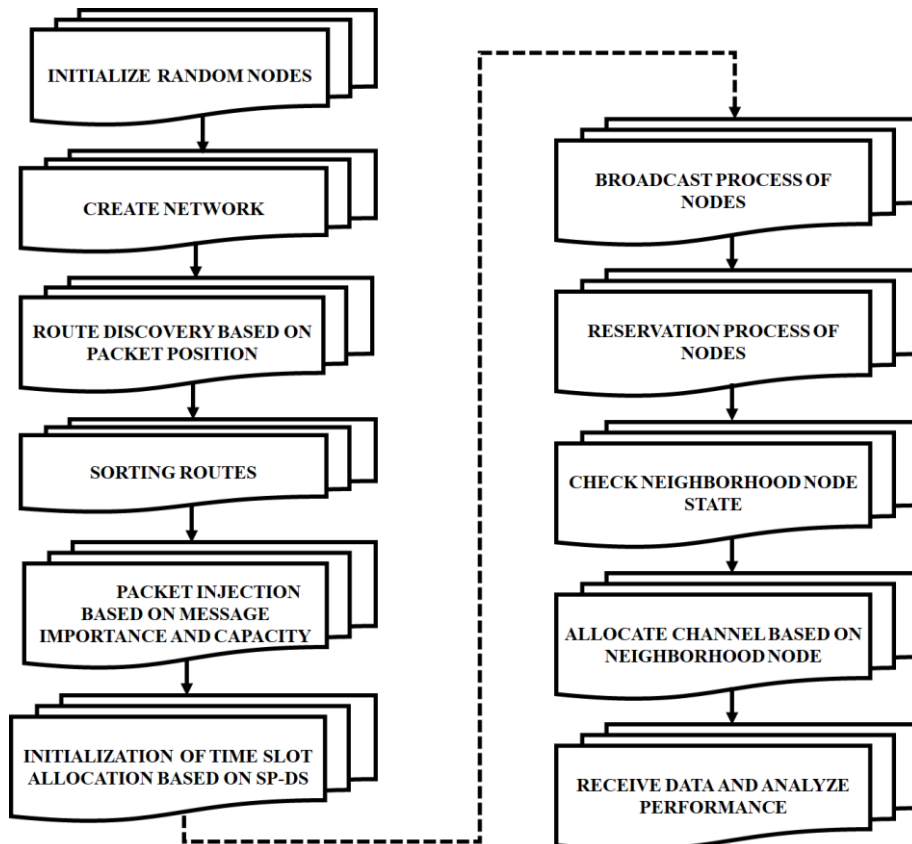 INITIALIZE RANDOM NODES
CREATE NETWORK
ROUTE DISCOVERY BASED ON
PACKET POSITION
SORTING ROUTES
PACKET INJECTION
BASED ON MESSAGE
IMPORTANCE AND CAPACITY
INITIALIZATION OF TIME SLOT
ALLOCATION BASED ON SP-DS
BROADCAST PROCESS OF
NODES
RESERVATION PROCESS OF
NODES
CHECK NEIGHBORHOOD NODE
STATE
ALLOCATE CHANNEL BASED ON
NEIGHBORHOOD NODE
RECEIVE DATA AND ANALYZE
PERFORMANCE